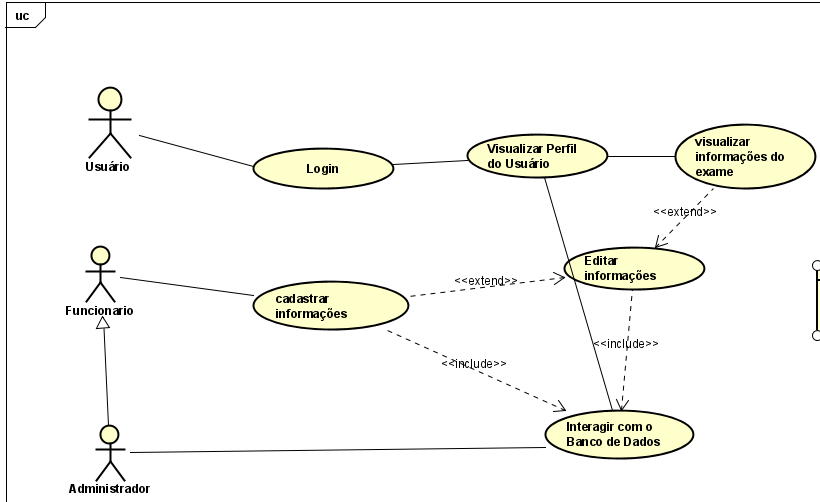 uc
Usuário
Login
Visualizar Perfil
do Usuário
visualizar
informações do
exame
<<extend>>
Funcionario
cadastrar
informações
<<extend>>
Editar
informações
<<include>>
<<include>>
Administrador
Interagir com o
Banco de Dados